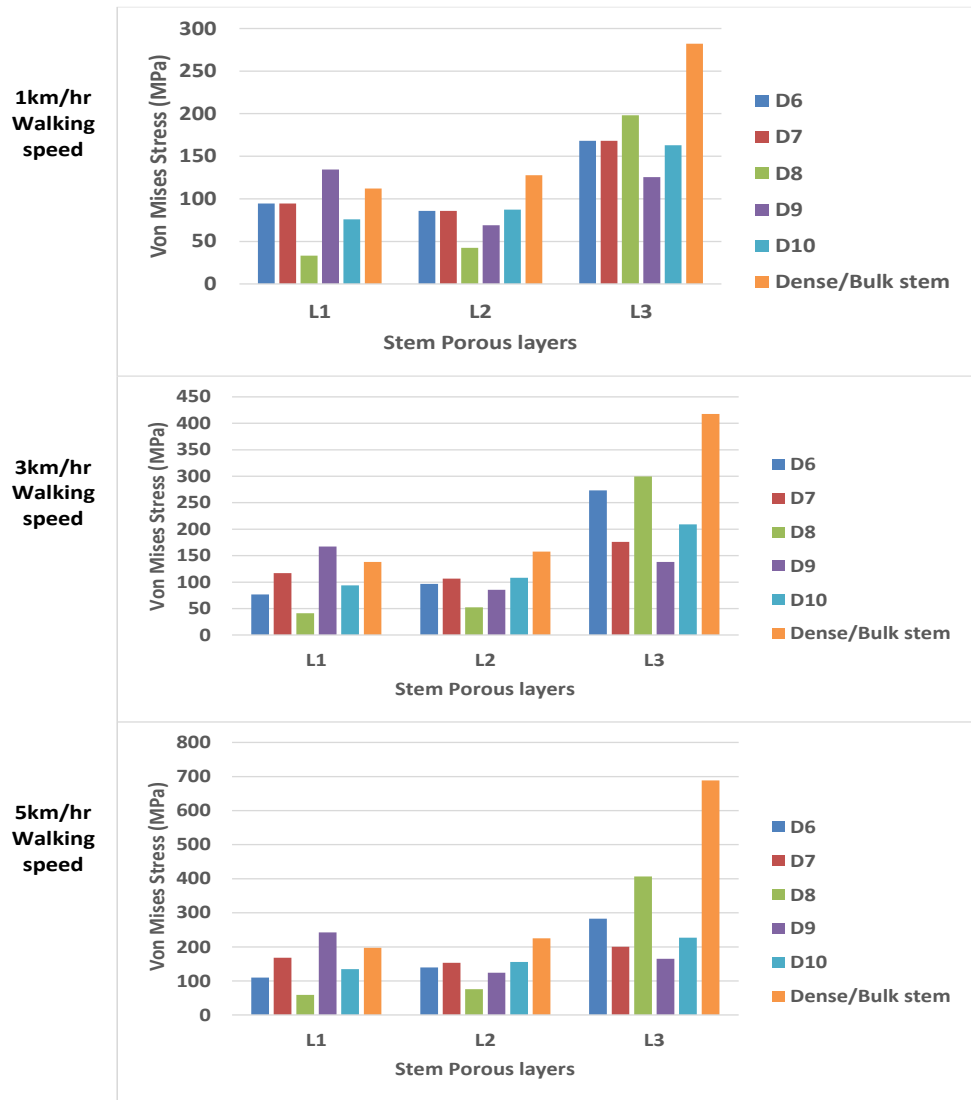 1km/hr
Walking
speed
Von Mises Stress (MPa)
300
250
200
150
100
50
0
L1 L2 L3
Stem Porous layers
D6
D7
D8
D9
D10
Dense/Bulk stem
3km/hr
Walking
speed
Von Mises Stress (MPa)
450
400
350
300
250
200
150
100
50
0
L1 L2 L3
Stem Porous layers
D6
D7
D8
D9
D10
Dense/Bulk stem
5km/hr
Walking
speed
Von Mises Stress (MPa)
800
700
600
500
400
300
200
100
0
L1 L2 L3
Stem Porous layers
D6
D7
D8
D9
D10
Dense/Bulk stem